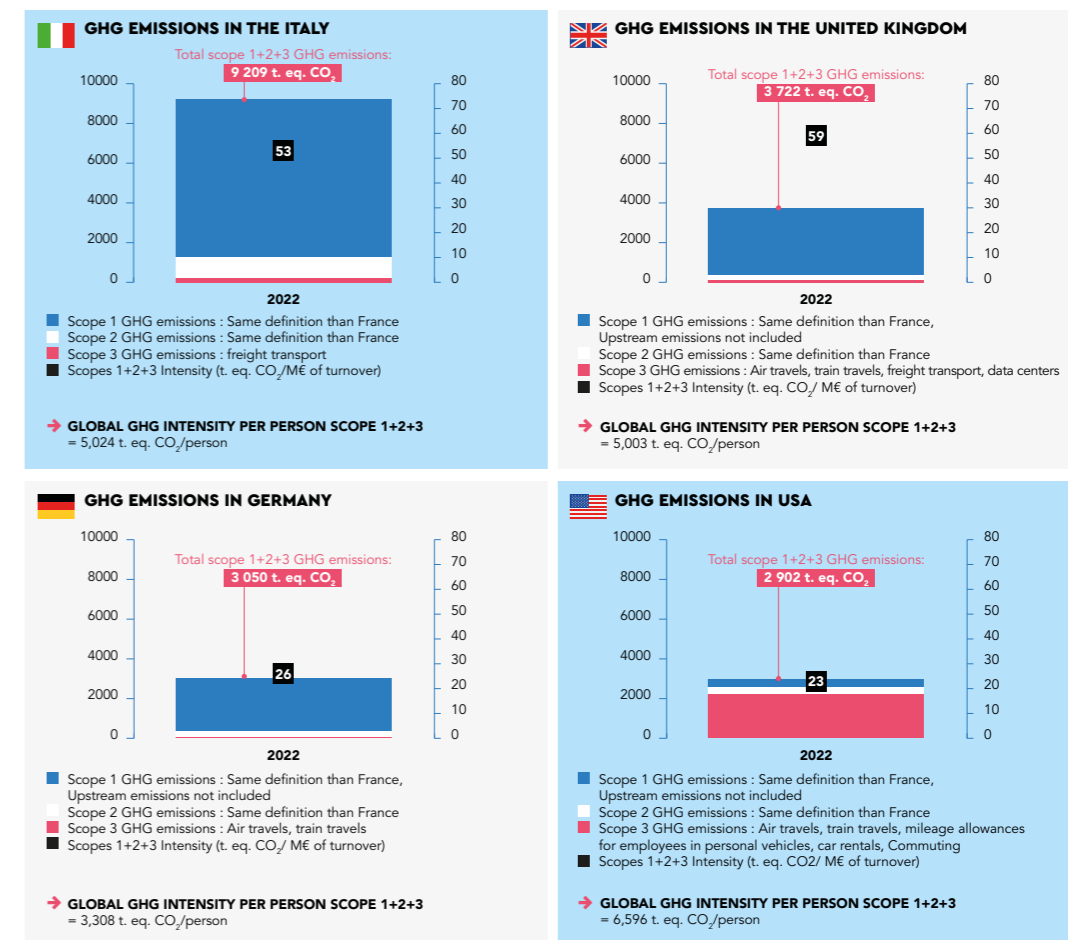 GHG EMISSIONS IN THE ITALY
Total scope 1+2+3 GHG emissions:
9 209 t. eq. CO2
10000
8000
6000
4000
2000
0
53
80
70
60
50
40
30
20
10
0
2022
Scope 1 GHG emissions : Same definition than France
Scope 2 GHG emissions : Same definition than France
Scope 3 GHG emissions : freight transport
Scopes 1+2+3 Intensity (t. eq. CO2/M€ of turnover)
GLOBAL GHG INTENSITY PER PERSON SCOPE 1+2+3
= 5,024 t. eq. CO2/person
GHG EMISSIONS IN THE UNITED KINGDOM
Total scope 1+2+3 GHG emissions:
3 722 t. eq. CO2
10000
8000
6000
4000
2000
0
59
80
70
60
50
40
30
20
10
0
2022
Scope 1 GHG emissions : Same definition than France,
Upstream emissions not included
Scope 2 GHG emissions : Same definition than France
Scope 3 GHG emissions : Air travels, train travels, freight transport, data centers
Scopes 1+2+3 Intensity (t. eq. CO2/ M€ of turnover)
GLOBAL GHG INTENSITY PER PERSON SCOPE 1+2+3
= 5,003 t. eq. CO2/person
GHG EMISSIONS IN GERMANY
Total scope 1+2+3 GHG emissions:
3 050 t. eq. CO2
10000
8000
6000
4000
2000
0
26
80
70
60
50
40
30
20
10
0
2022
Scope 1 GHG emissions : Same definition than France,
Upstream emissions not included
Scope 2 GHG emissions : Same definition than France
Scope 3 GHG emissions : Air travels, train travels
Scopes 1+2+3 Intensity (t. eq. CO2/ M€ of turnover)
GLOBAL GHG INTENSITY PER PERSON SCOPE 1+2+3
= 3,308 t. eq. CO2/person
GHG EMISSIONS IN USA
Total scope 1+2+3 GHG emissions:
2 902 t. eq. CO2
10000
8000
6000
4000
2000
0
23
80
70
60
50
40
30
20
10
0
2022
Scope 1 GHG emissions : Same definition than France,
Upstream emissions not included
Scope 2 GHG emissions : Same definition than France
Scope 3 GHG emissions : Air travels, train travels, mileage allowances
for employees in personal vehicles, car rentals, Commuting
Scopes 1+2+3 Intensity (t. eq. CO2/ M€ of turnover)
GLOBAL GHG INTENSITY PER PERSON SCOPE 1+2+3
= 6,596 t. eq. CO2/person